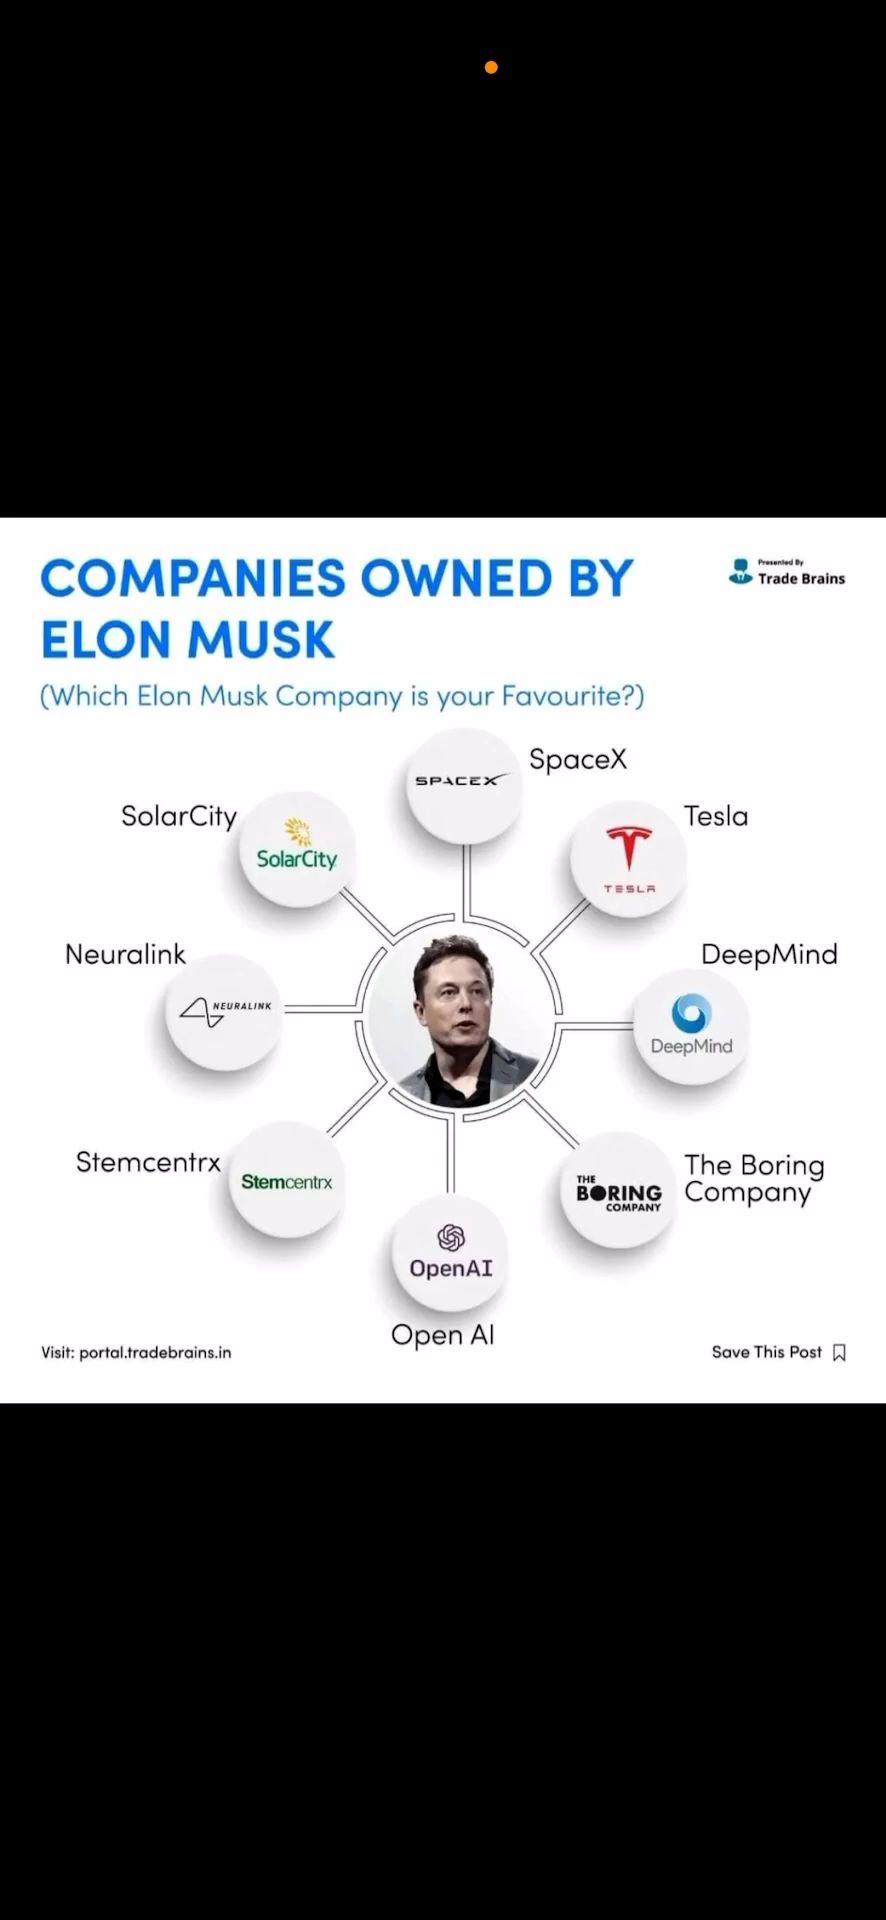 COMPANIES OWNED BY
ELON MUSK
Presented By
Trade Brains
(Which Elon Musk Company is your Favourite?)
SPACEX
SpaceX
SolarCity
SolarCity
Tesla
TESLA
Neuralink
NEURALINK
DeepMind
DeepMind
Stemcentrx
Stemcentrx
THE
BORING
COMPANY
The Boring
Company
OpenAI
Open AI
Visit: portal.tradebrains.in
Save This Post